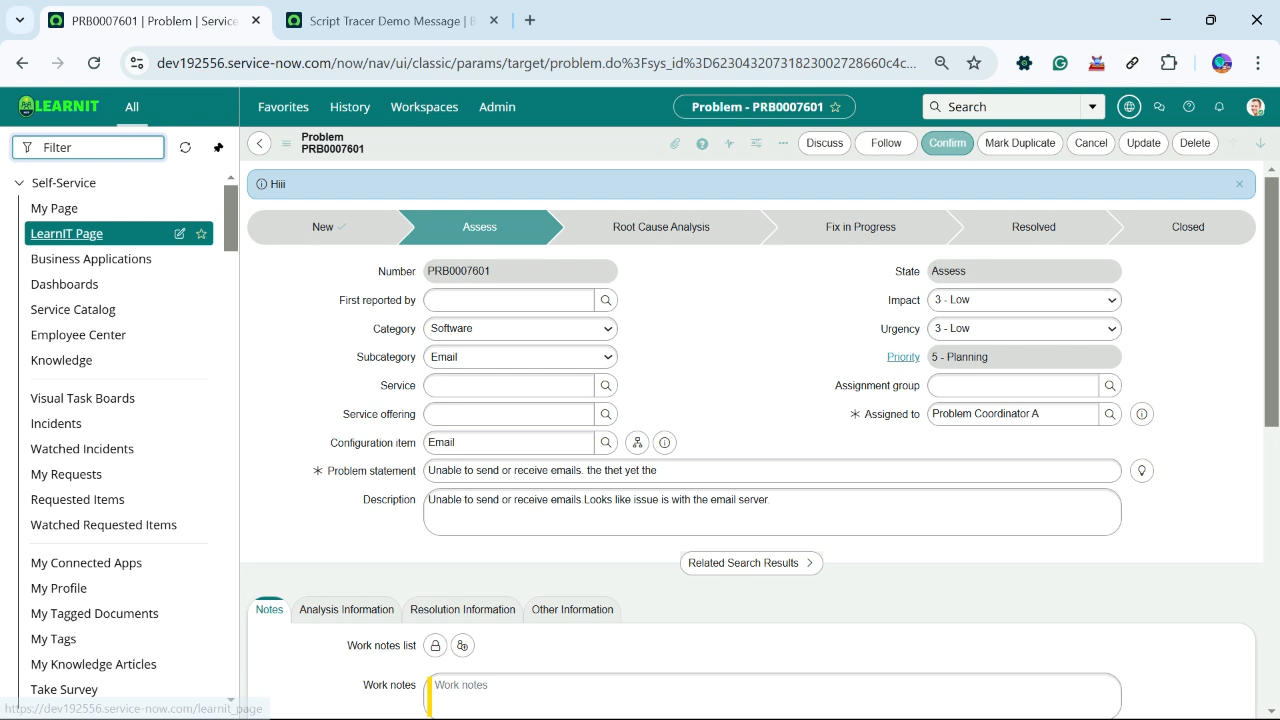 PRB0007601 | Problem | Service
Script Tracer Demo Message | B
dev192556.service-now.com/now/nav/ui/classic/params/target/problem.do%3Fsys_id%3D62304320731823002728660c4c...
LEARNIT
All
Favorites
History
Workspaces
Admin
Problem - PRB0007601
Search
Filter
Problem
PRB0007601
Discuss
Follow
Confirm
Mark Duplicate
Cancel
Update
Delete
Self-Service
My Page
LearnIT Page
Business Applications
Dashboards
Service Catalog
Employee Center
Knowledge
Visual Task Boards
Incidents
Watched Incidents
My Requests
Requested Items
Watched Requested Items
My Connected Apps
My Profile
My Tagged Documents
My Tags
My Knowledge Articles
Take Survey
https://dev192556.service-now.com/learnit_page
Hiii
New
Assess
Root Cause Analysis
Fix in Progress
Resolved
Closed
Number PRB0007601
State Assess
First reported by
Impact 3 - Low
Category Software
Urgency 3 - Low
Subcategory Email
Priority 5 - Planning
Service
Assignment group
Service offering
Assigned to Problem Coordinator A
Configuration item Email
Problem statement Unable to send or receive emails. the thet yet the
Description Unable to send or receive emails.Looks like issue is with the email server.
Related Search Results
Notes
Analysis Information
Resolution Information
Other Information
Work notes list
Work notes Work notes